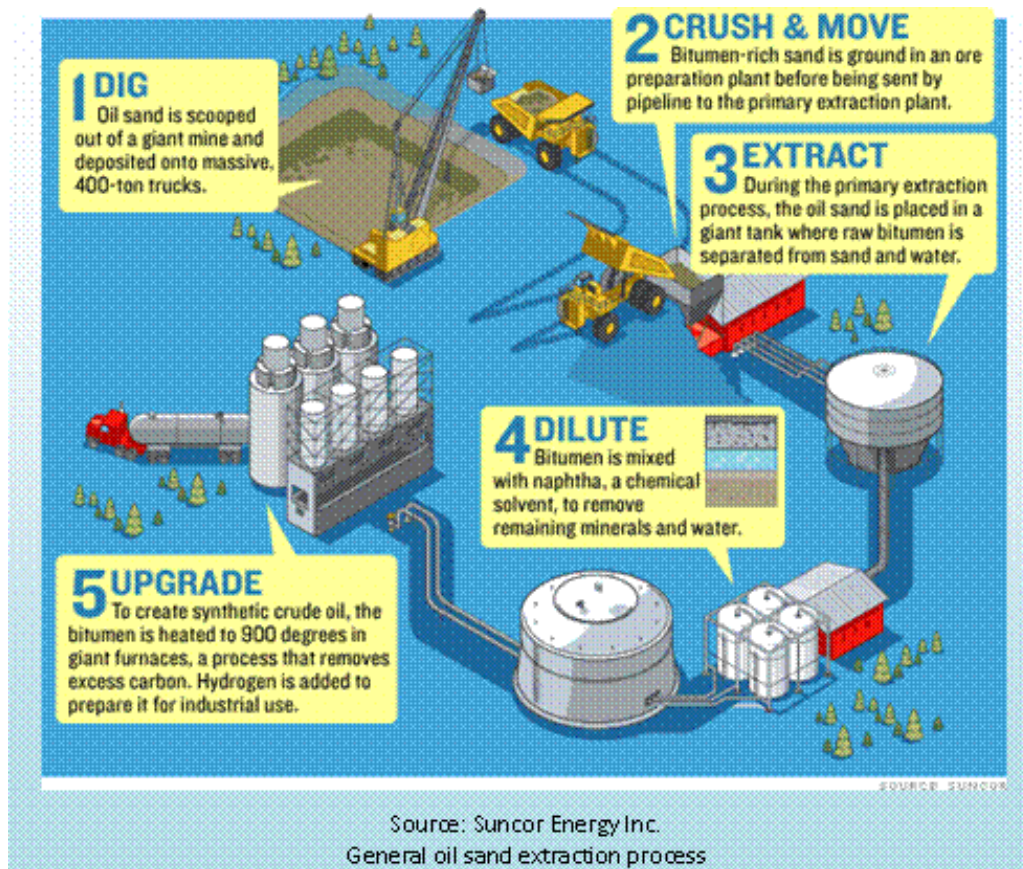 1 DIG
Oil sand is scooped
out of a giant mine and
deposited onto massive,
400-ton trucks.
2 CRUSH & MOVE
Bitumen-rich sand is ground in an ore
preparation plant before being sent by
pipeline to the primary extraction plant.
3 EXTRACT
During the primary extraction
process, the oil sand is placed in a
giant tank where raw bitumen is
separated from sand and water.
4 DILUTE
Bitumen is mixed
with naphtha, a chemical
solvent, to remove
remaining minerals and water.
5 UPGRADE
To create synthetic crude oil, the
bitumen is heated to 900 degrees in
giant furnaces, a process that removes
excess carbon. Hydrogen is added to
prepare it for industrial use.
SOURCE SUNCOR
Source: Suncor Energy Inc.
General oil sand extraction process